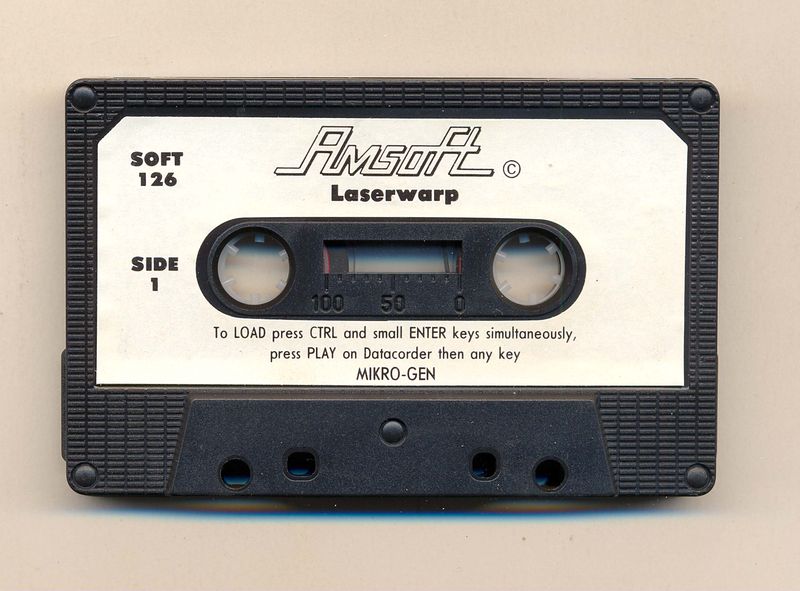 Amsoft ©
Laserwarp
SOFT
126
SIDE
1
100 50 0
To LOAD press CTRL and small ENTER keys simultaneously,
press PLAY on Datacorder then any key
MIKRO-GEN